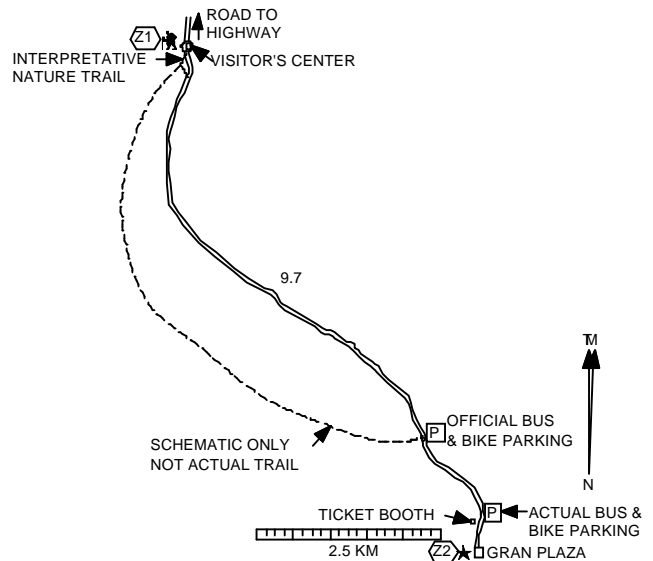 ROAD TO
HIGHWAY
Z1
INTERPRETATIVE
NATURE TRAIL
VISITOR'S CENTER
9.7
TM
N
OFFICIAL BUS
& BIKE PARKING
P
SCHEMATIC ONLY
NOT ACTUAL TRAIL
TICKET BOOTH
P
ACTUAL BUS &
BIKE PARKING
2.5 KM
Z2
GRAN PLAZA